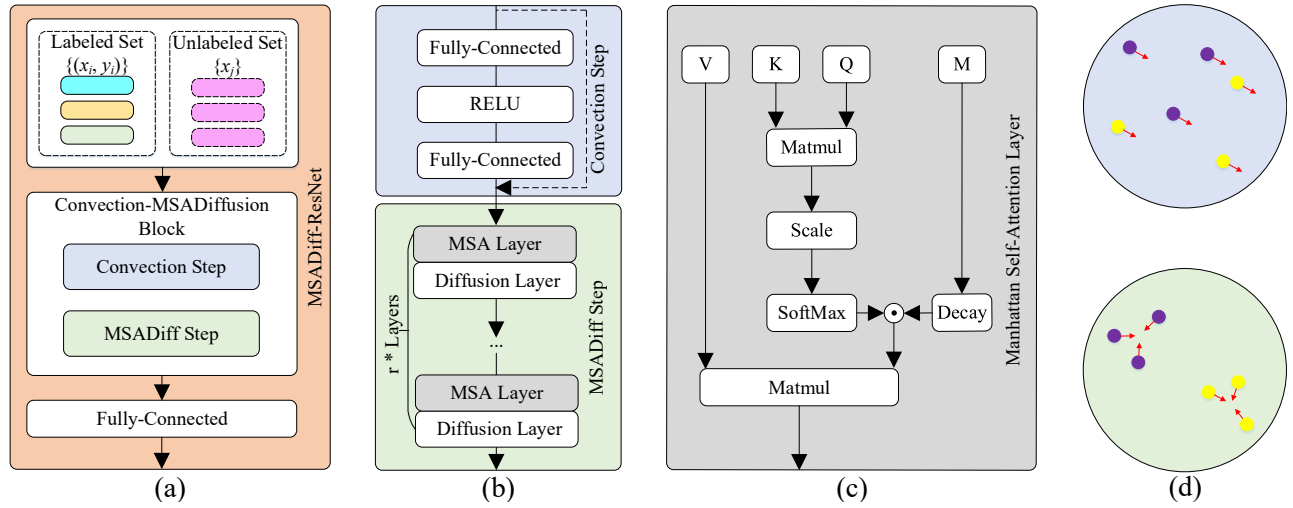 Labeled Set
{(xi, yi)}
Unlabeled Set
{xj}
Convection-MSADiffusion
Block
Convection Step
MSADiff Step
Fully-Connected
MSADiff-ResNet
(a)
Fully-Connected
RELU
Fully-Connected
Convection Step
MSA Layer
Diffusion Layer
...
MSA Layer
Diffusion Layer
r * Layers
MSADiff Step
(b)
V
K
Q
M
Matmul
Scale
SoftMax
Decay
Matmul
Manhattan Self-Attention Layer
(c)
(d)